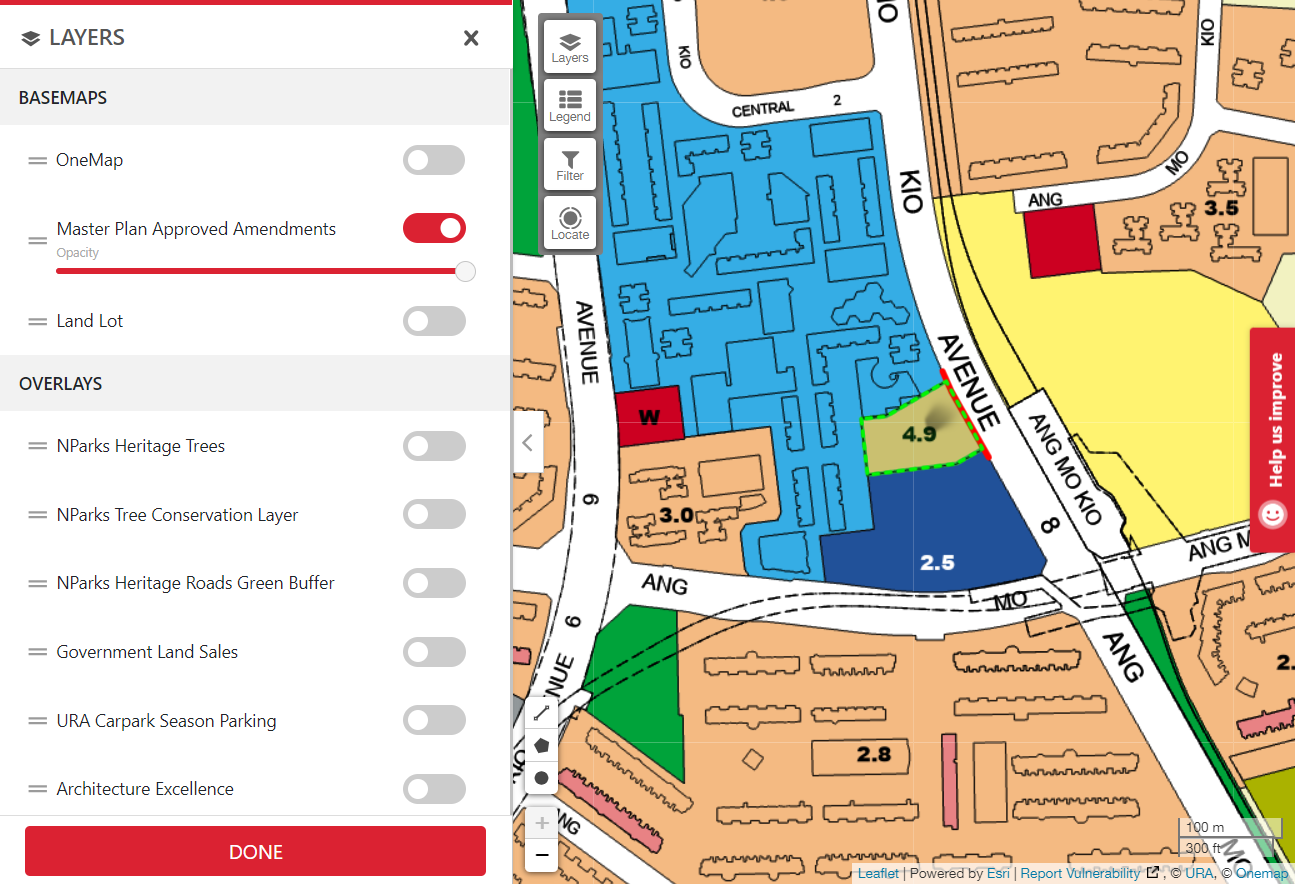 LAYERS
BASEMAPS
OneMap
Master Plan Approved Amendments
Opacity
Land Lot
OVERLAYS
NParks Heritage Trees
NParks Tree Conservation Layer
NParks Heritage Roads Green Buffer
Government Land Sales
URA Carpark Season Parking
Architecture Excellence
DONE
Layers
Legend
Filter
Locate
KIO
CENTRAL 2
KIO
KIO
KIO
MO
ANG
3.5
AVENUE
AVENUE
W
4.9
ANG MO KIO
Help us improve
6
3.0
8
2.5
ANG
MO
6
ANG
2.8
ANG
MO
100 m
300 ft
Leaflet | Powered by Esri | Report Vulnerability , © URA, © Onemap